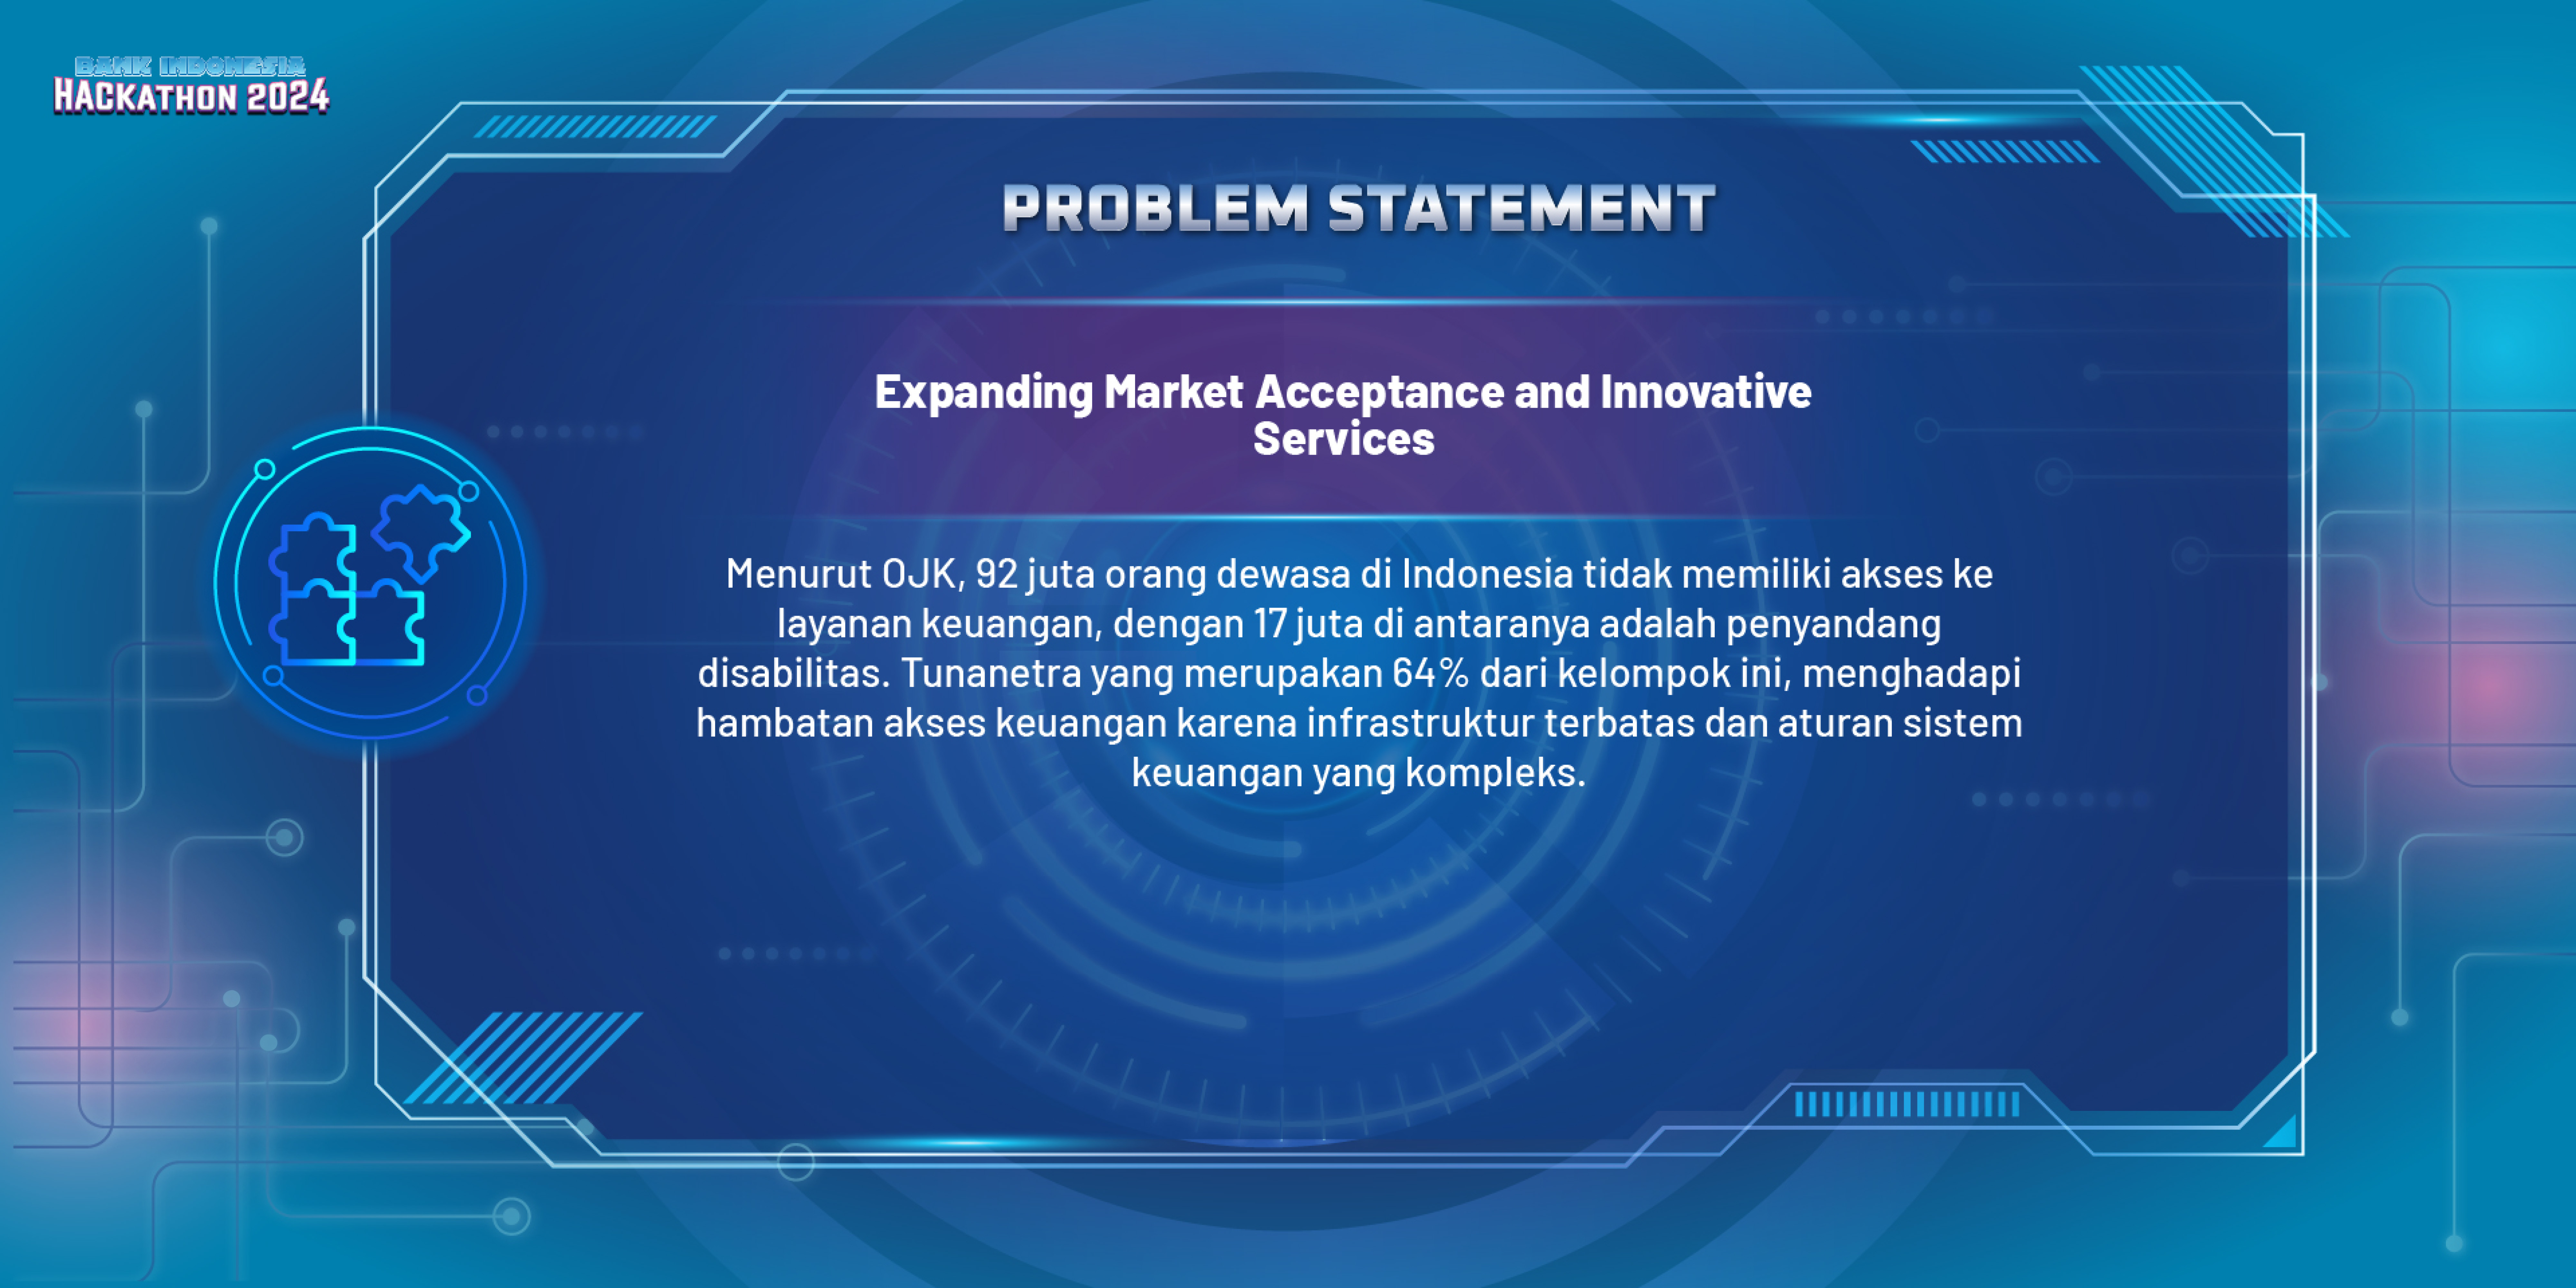 BANK INDONESIA
HACKATHON 2024
PROBLEM STATEMENT
Expanding Market Acceptance and Innovative
Services
Menurut OJK, 92 juta orang dewasa di Indonesia tidak memiliki akses ke
layanan keuangan, dengan 17 juta di antaranya adalah penyandang
disabilitas. Tunanetra yang merupakan 64% dari kelompok ini, menghadapi
hambatan akses keuangan karena infrastruktur terbatas dan aturan sistem
keuangan yang kompleks.